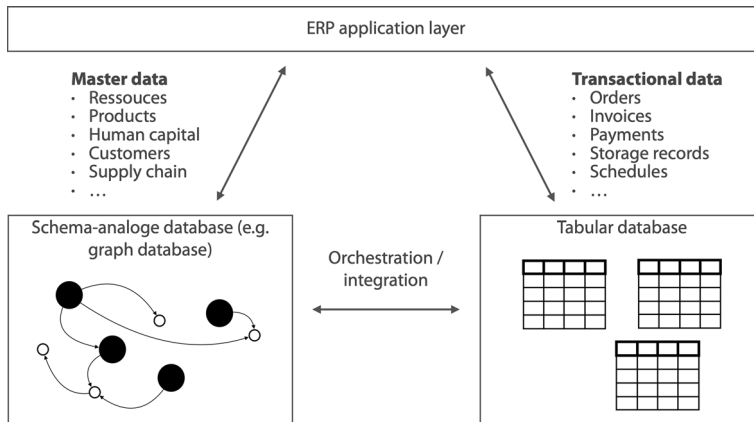 ERP application layer
Master data
· Ressouces
· Products
· Human capital
· Customers
· Supply chain
· …
Transactional data
· Orders
· Invoices
· Payments
· Storage records
· Schedules
· …
Schema-analoge database (e.g.
graph database)
Orchestration /
integration
Tabular database